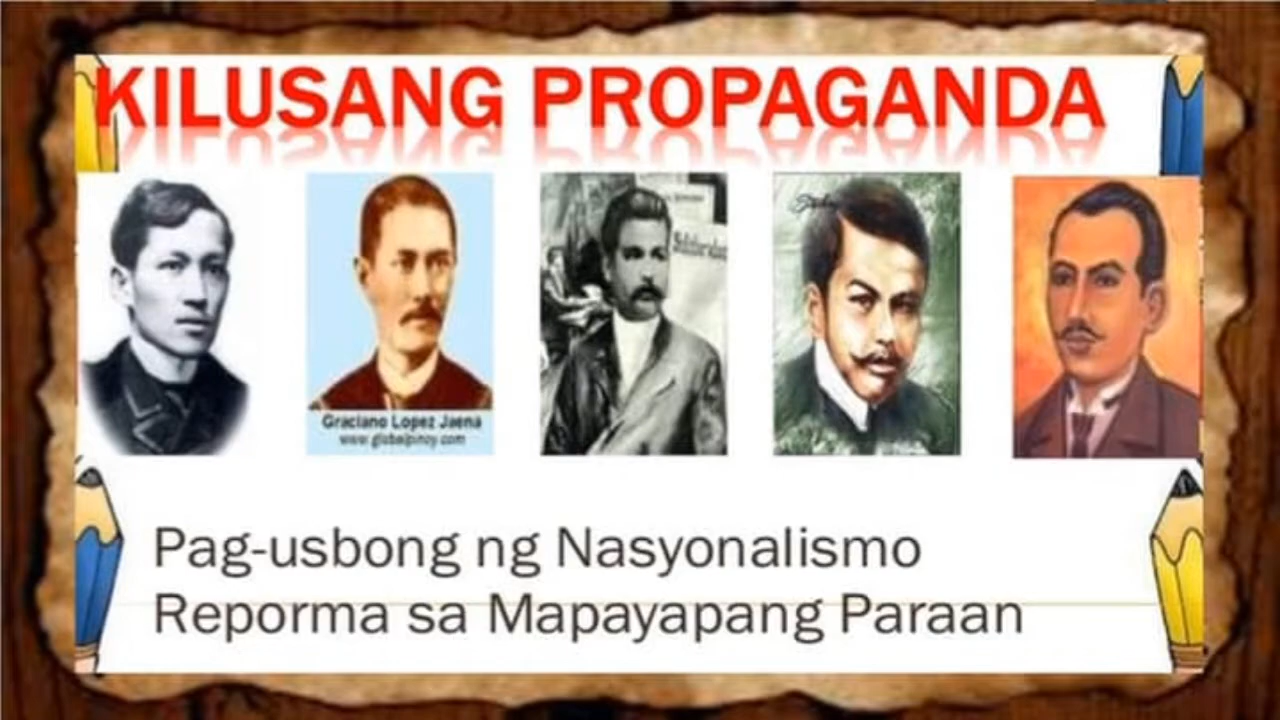 KILUSANG PROPAGANDA
Graciano Lopez Jaena
www.globalpinoy.com
Pag-usbong ng Nasyonalismo
Reporma sa Mapayapang Paraan